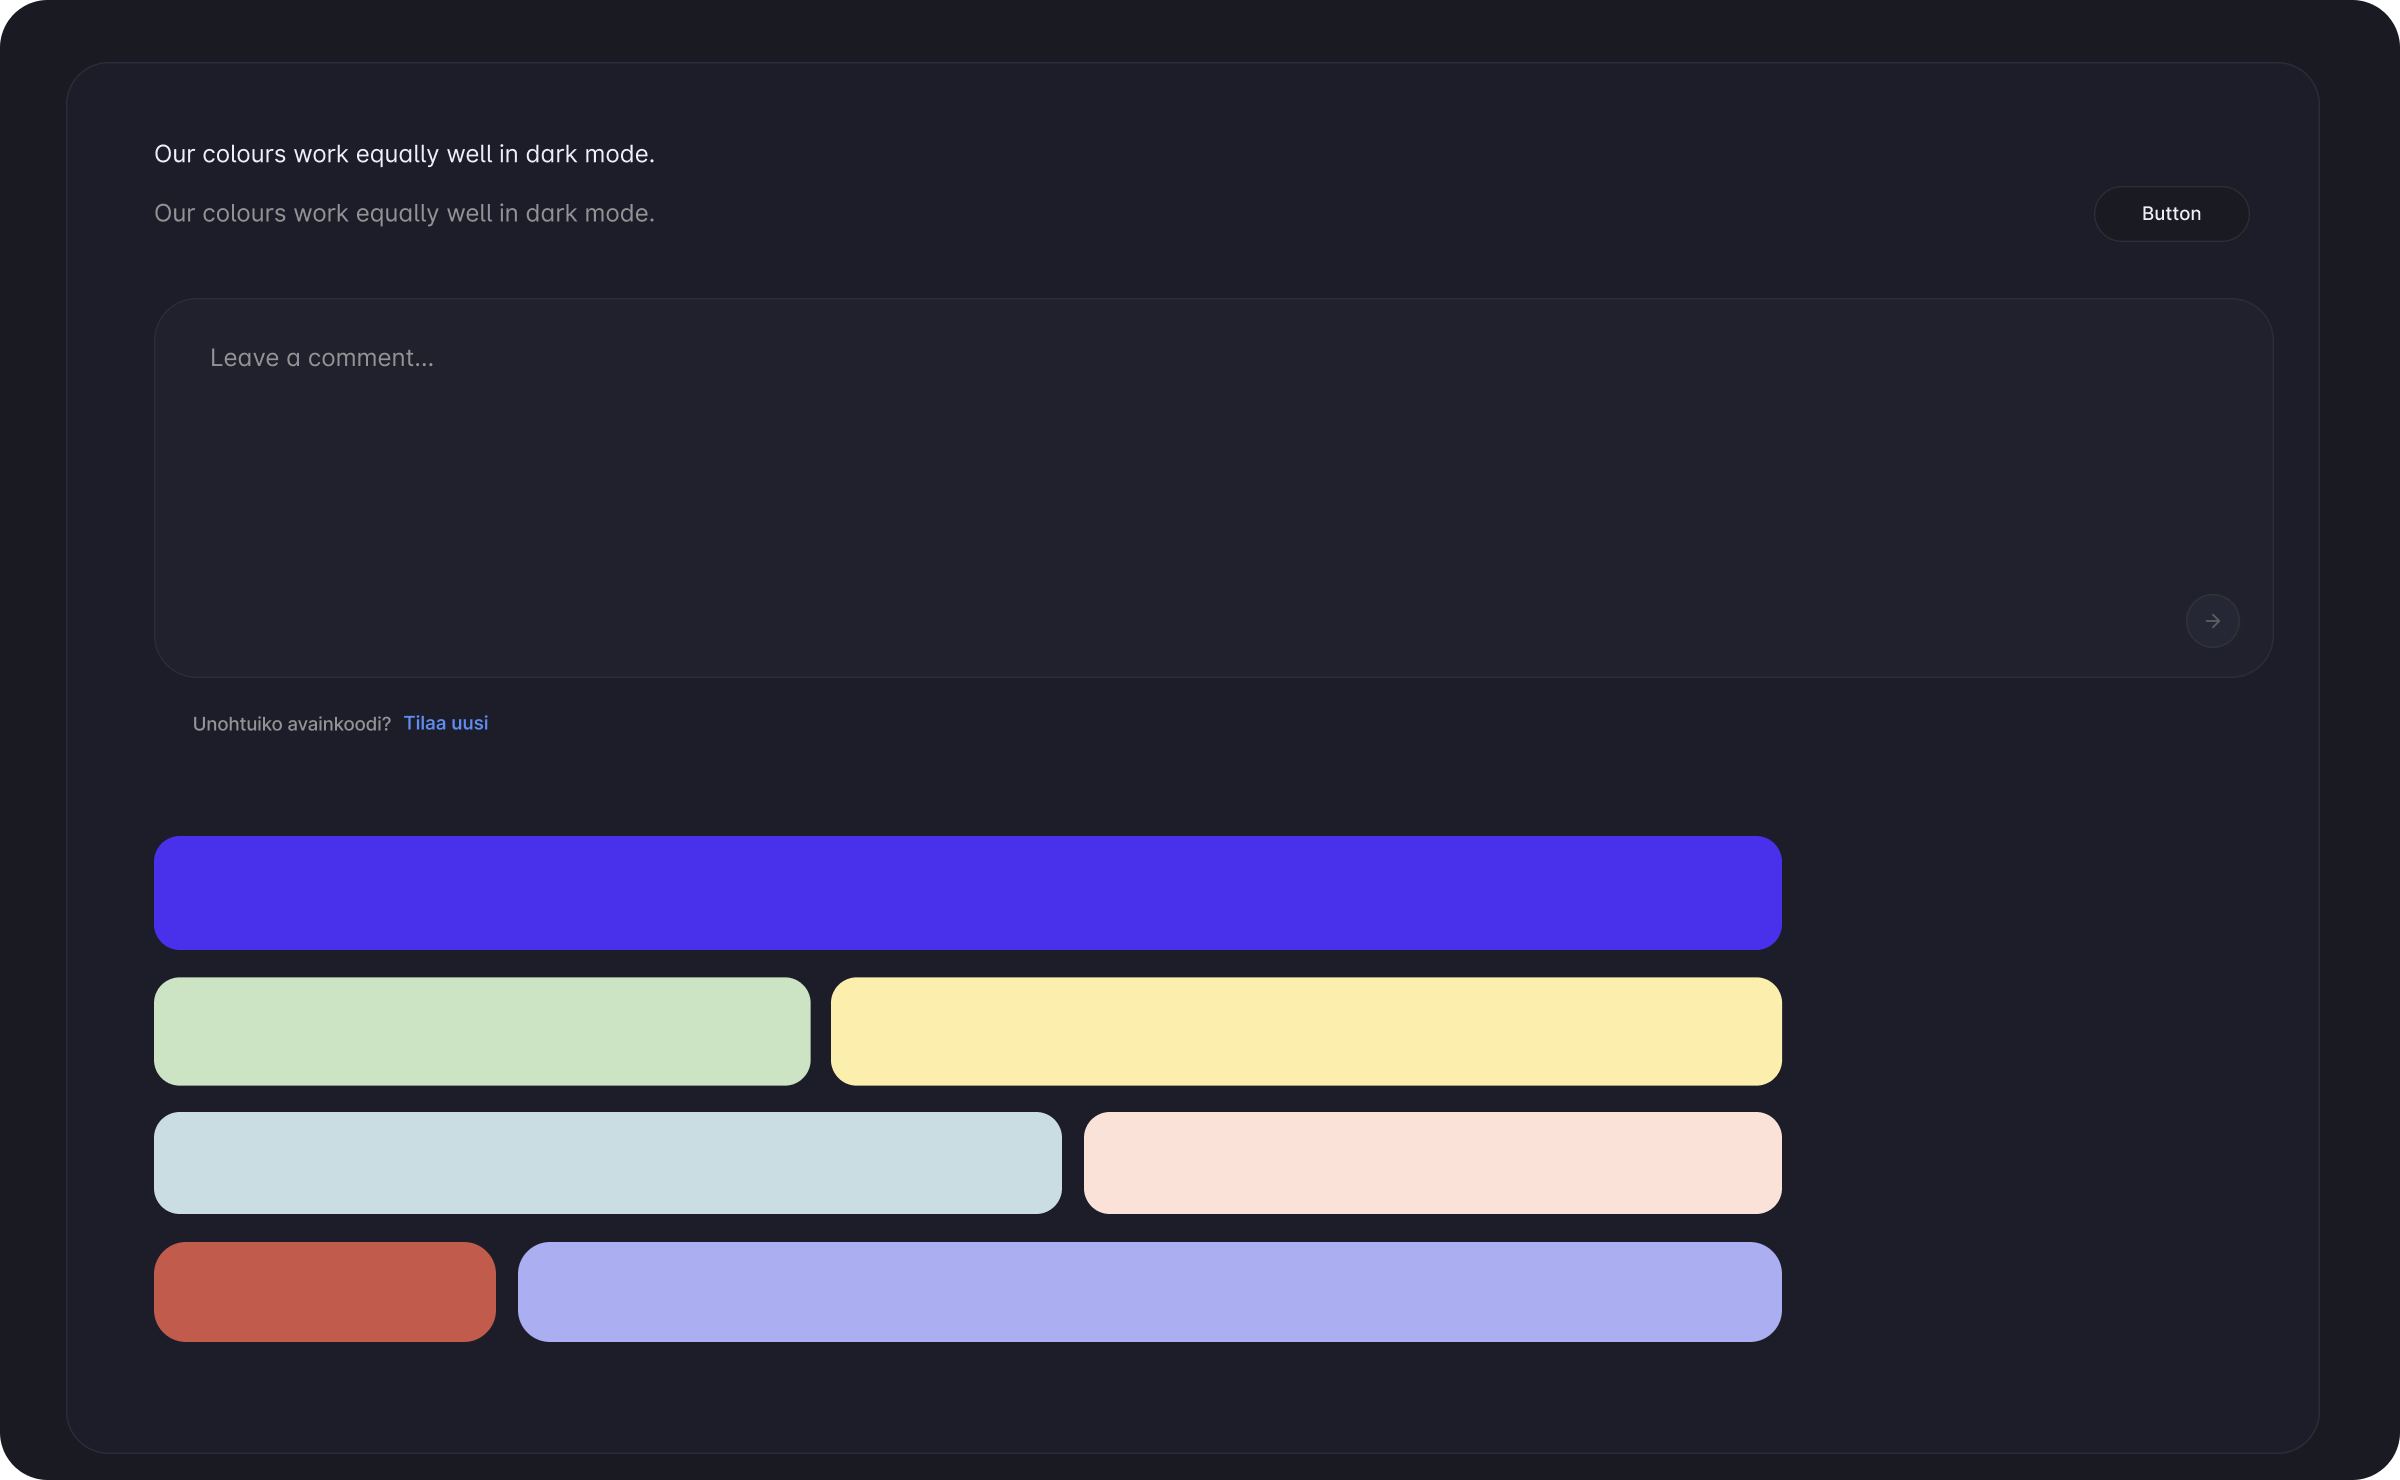 Our colours work equally well in dark mode.
Our colours work equally well in dark mode.
Button
Leave a comment...
Unohtuiko avainkoodi? Tilaa uusi